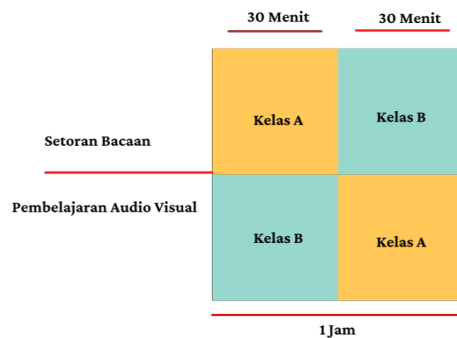 30 Menit
30 Menit
Setoran Bacaan
Kelas A
Kelas B
Pembelajaran Audio Visual
Kelas B
Kelas A
1 Jam